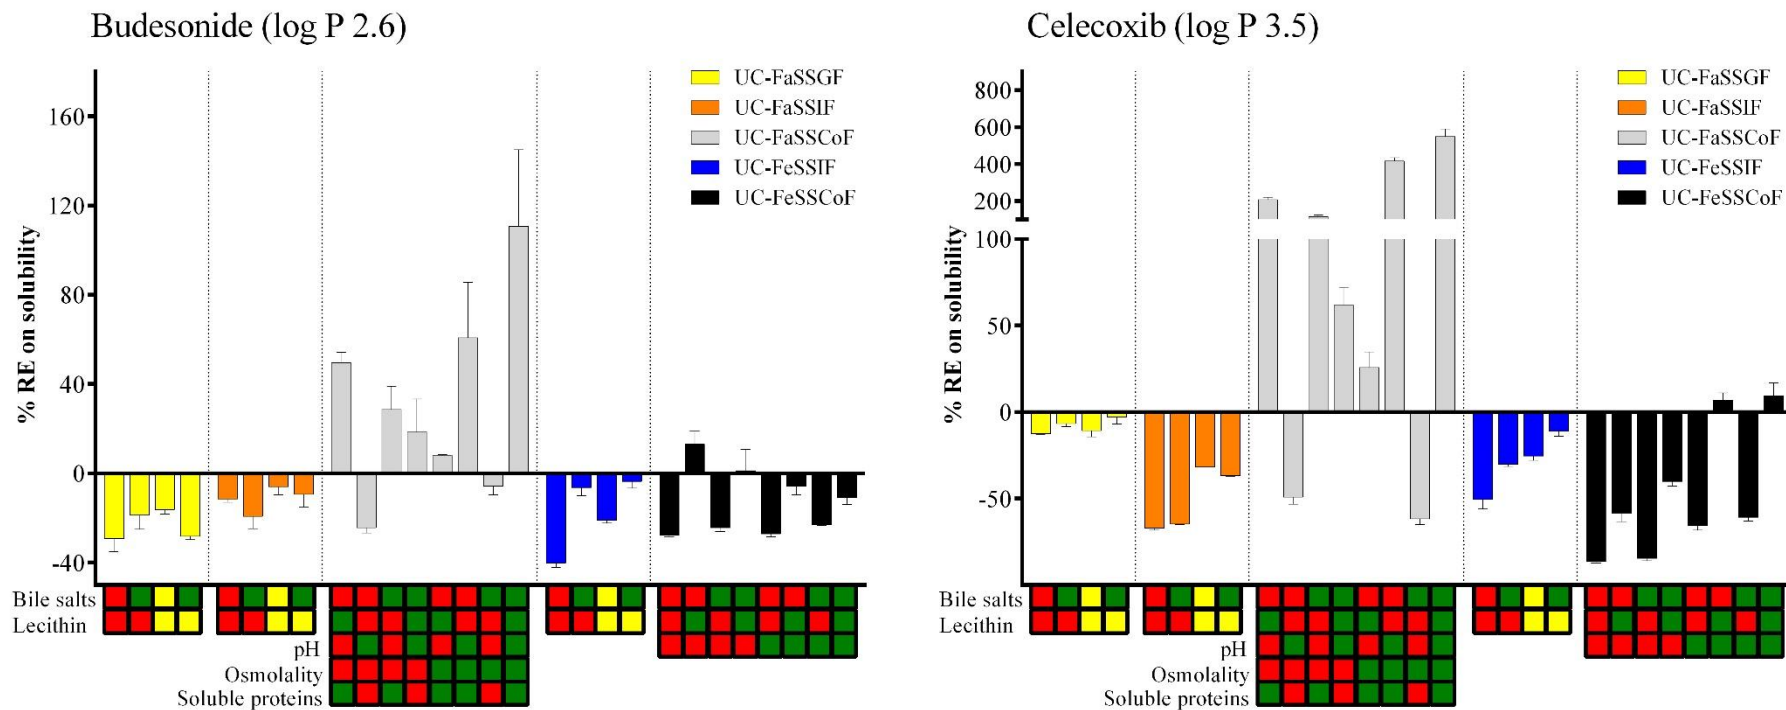 Budesonide (log P 2.6)
% RE on solubility
160
120
80
40
0
-40
UC-FaSSGF
UC-FaSSIF
UC-FaSSCoF
UC-FeSSIF
UC-FeSSCoF
Bile salts
Lecithin
pH
Osmolality
Soluble proteins
Celecoxib (log P 3.5)
% RE on solubility
800
600
400
200
100
50
0
-50
UC-FaSSGF
UC-FaSSIF
UC-FaSSCoF
UC-FeSSIF
UC-FeSSCoF
Bile salts
Lecithin
pH
Osmolality
Soluble proteins